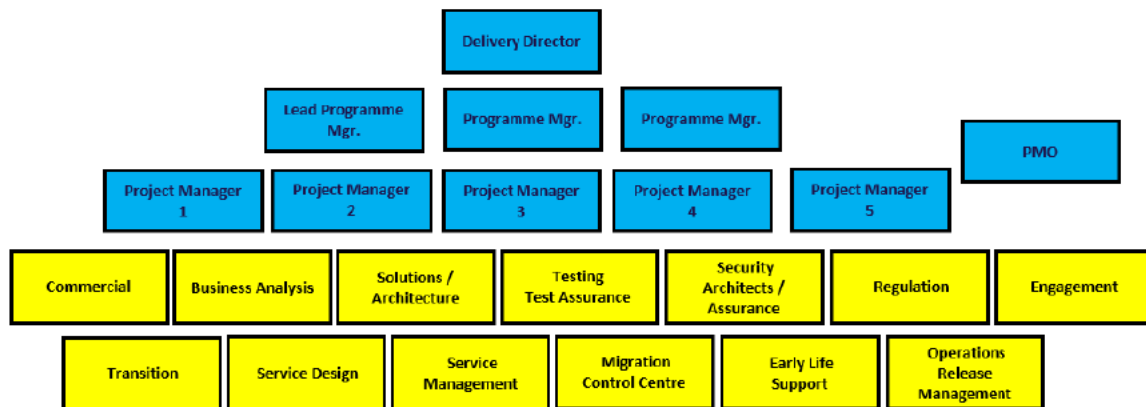 Delivery Director
Lead Programme
Mgr.
Programme Mgr.
Programme Mgr.
PMO
Project Manager
1
Project Manager
2
Project Manager
3
Project Manager
4
Project Manager
5
Commercial
Business Analysis
Solutions /
Architecture
Testing
Test Assurance
Security
Architects /
Assurance
Regulation
Engagement
Transition
Service Design
Service
Management
Migration
Control Centre
Early Life
Support
Operations
Release
Management